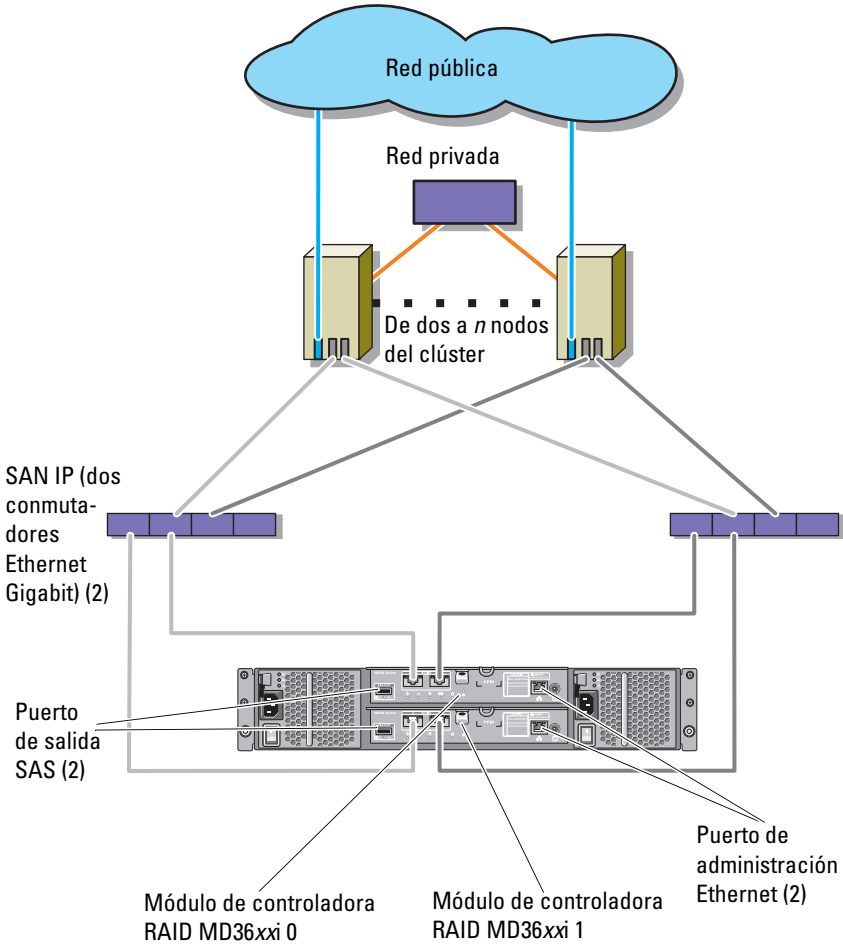 Red pública
Red privada
De dos a n nodos
del clúster
SAN IP (dos
conmuta-
dores
Ethernet
Gigabit) (2)
Puerto
de salida
SAS (2)
Puerto de
administración
Ethernet (2)
Módulo de controladora
RAID MD36xxi 0
Módulo de controladora
RAID MD36xxi 1